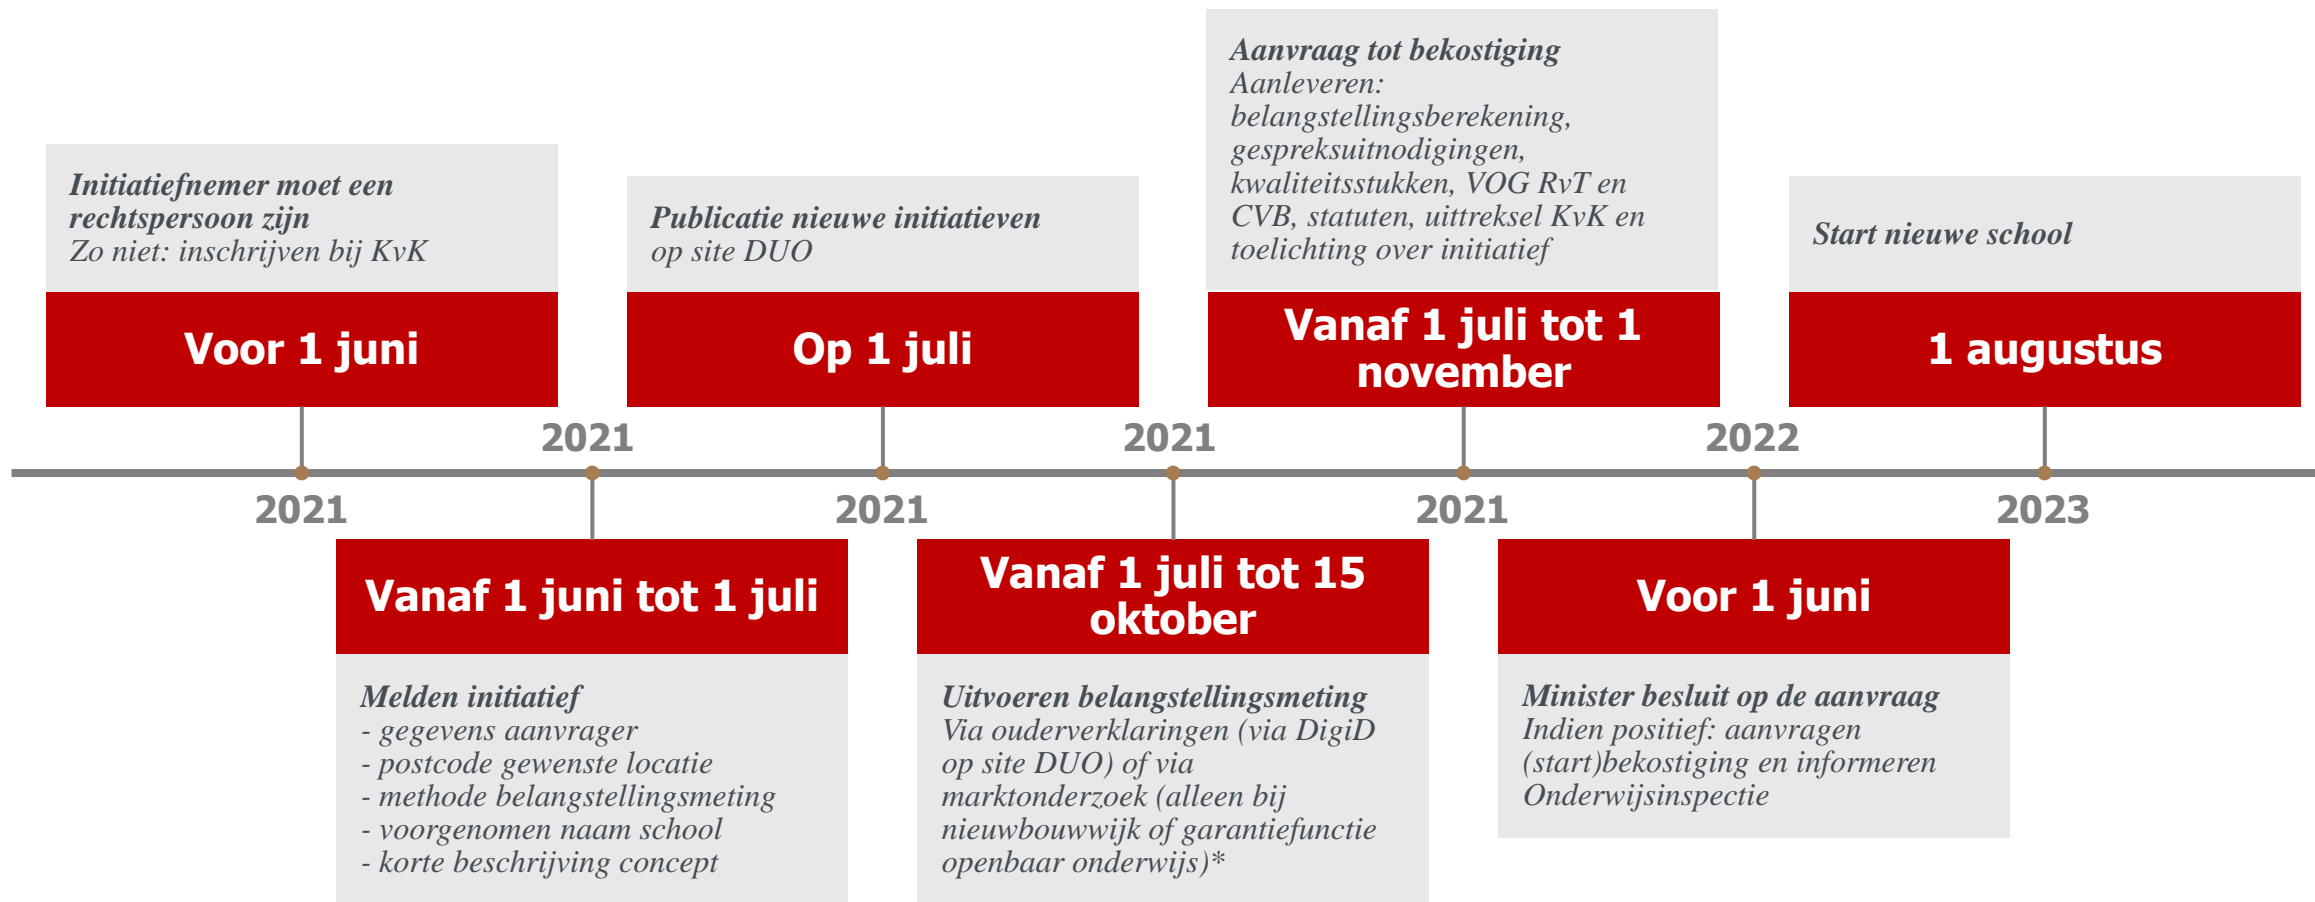 Initiatiefnemer moet een
rechtspersoon zijn
Zo niet: inschrijven bij KvK
Voor 1 juni
2021
Vanaf 1 juni tot 1 juli
Melden initiatief
- gegevens aanvrager
- postcode gewenste locatie
- methode belangstellingsmeting
- voorgenomen naam school
- korte beschrijving concept
2021
Publicatie nieuwe initiatieven
op site DUO
Op 1 juli
2021
Vanaf 1 juli tot 15
oktober
Uitvoeren belangstellingsmeting
Via ouderverklaringen (via DigiD
op site DUO) of via
marktonderzoek (alleen bij
nieuwbouwwijk of garantiefunctie
openbaar onderwijs)*
2021
Aanvraag tot bekostiging
Aanleveren:
belangstellingsberekening,
gespreksuitnodigingen,
kwaliteitsstukken, VOG RvT en
CVB, statuten, uittreksel KvK en
toelichting over initiatief
Vanaf 1 juli tot 1
november
2021
Voor 1 juni
Minister besluit op de aanvraag
Indien positief: aanvragen
(start)bekostiging en informeren
Onderwijsinspectie
2022
Start nieuwe school
1 augustus
2023